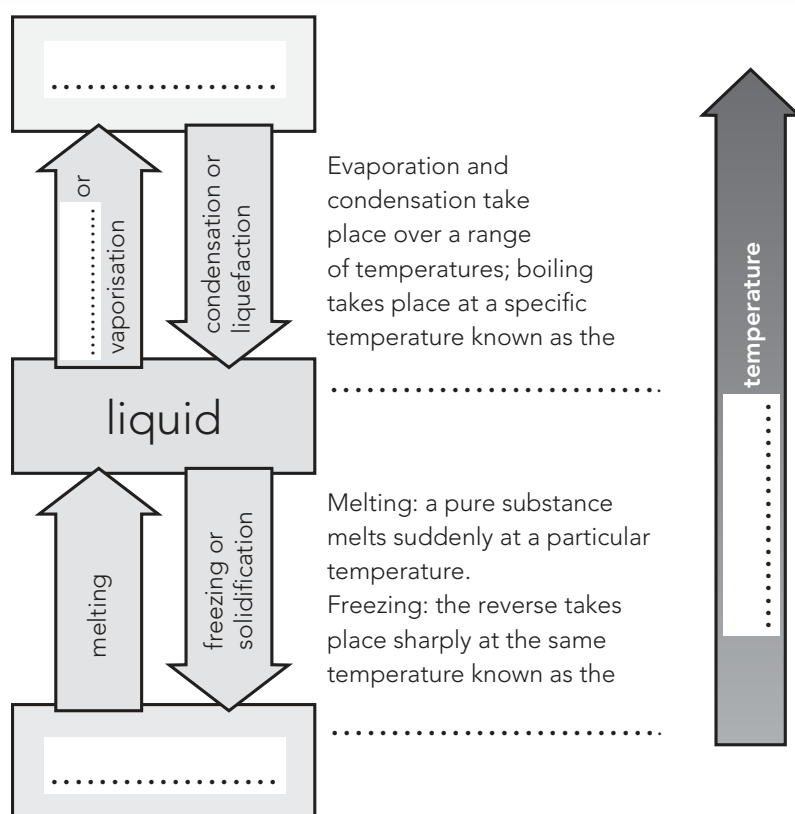 ..................
or
..............
vaporisation
condensation or
liquefaction
Evaporation and
condensation take
place over a range
of temperatures; boiling
takes place at a specific
temperature known as the
...........................
temperature
....................
liquid
melting
freezing or
solidification
Melting: a pure substance
melts suddenly at a particular
temperature.
Freezing: the reverse takes
place sharply at the same
temperature known as the
...........................
..................